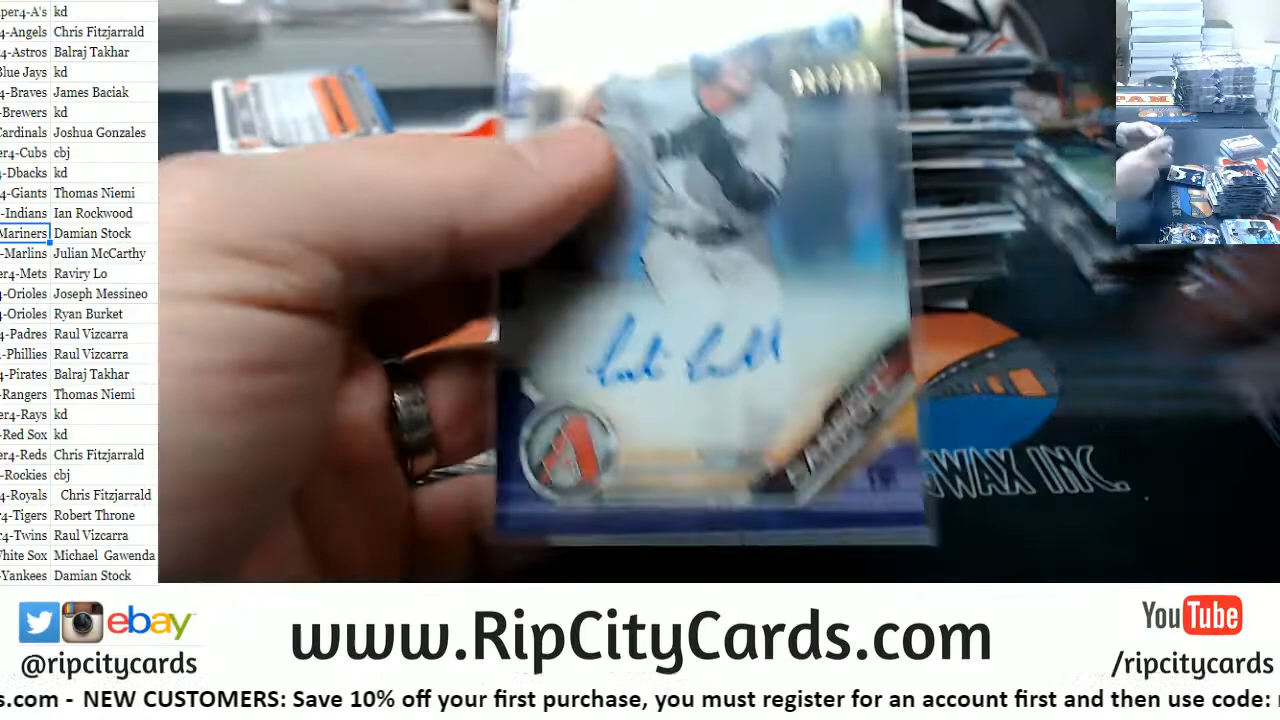 per4-A's kd
4-Angels Chris Fitzjarrald
4-Astros Balraj Takhar
Blue Jays kd
4-Braves James Baciak
-Brewers kd
Cardinals Joshua Gonzales
er4-Cubs cbj
4-Dbacks kd
4-Giants Thomas Niemi
-Indians Ian Rockwood
Mariners Damian Stock
-Marlins Julian McCarthy
er4-Mets Raviry Lo
-Orioles Joseph Messineo
-Orioles Ryan Burket
-Padres Raul Vizcarra
-Phillies Raul Vizcarra
-Pirates Balraj Takhar
-Rangers Thomas Niemi
er4-Rays kd
-Red Sox kd
er4-Reds Chris Fitzjarrald
-Rockies cbj
4-Royals Chris Fitzjarrald
r4-Tigers Robert Throne
r4-Twins Raul Vizcarra
White Sox Michael Gawenda
-Yankees Damian Stock
WAX INC.
ebay
@ripcitycards
www.RipCityCards.com
YouTube
/ripcitycards
s.com - NEW CUSTOMERS: Save 10% off your first purchase, you must register for an account first and then use code: